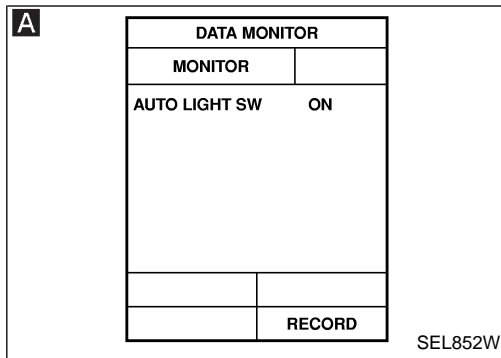 A
DATA MONITOR
MONITOR
AUTO LIGHT SW ON
RECORD
SEL852W